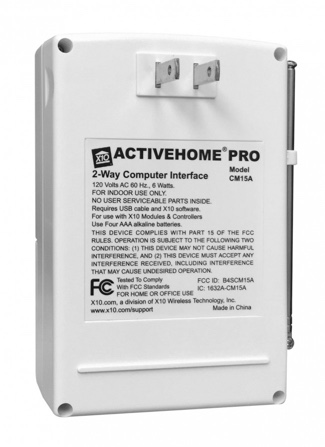 X10 ACTIVEHOME® PRO
2-Way Computer Interface
Model
CM15A
120 Volts AC 60 Hz., 6 Watts.
FOR INDOOR USE ONLY.
NO USER SERVICEABLE PARTS INSIDE.
Requires USB cable and X10 software.
For use with X10 Modules & Controllers
Use Four AAA alkaline batteries.
THIS DEVICE COMPLIES WITH PART 15 OF THE FCC
RULES. OPERATION IS SUBJECT TO THE FOLLOWING TWO
CONDITIONS: (1) THIS DEVICE MAY NOT CAUSE HARMFUL
INTERFERENCE, AND (2) THIS DEVICE MUST ACCEPT ANY
INTERFERENCE RECEIVED, INCLUDING INTERFERENCE
THAT MAY CAUSE UNDESIRED OPERATION.
FC Tested To Comply
With FCC Standards
FOR HOME OR OFFICE USE
FCC ID: B4SCM15A
IC: 1632A-CM15A
X10.com, a division of X10 Wireless Technology, Inc.
www.x10.com/support
Made in China